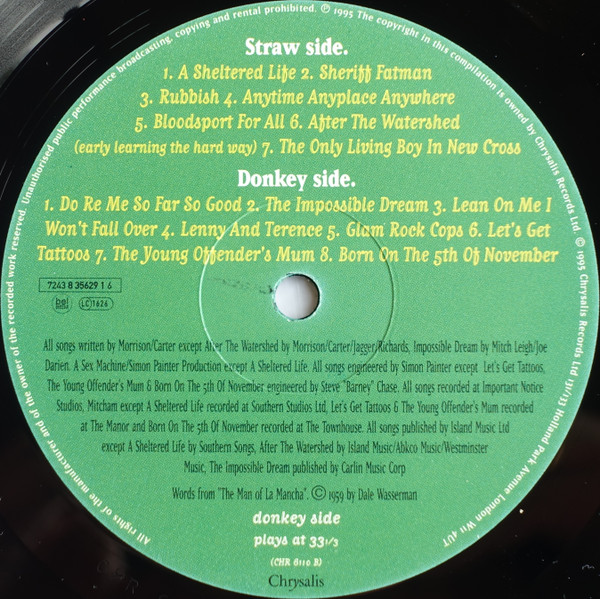 All rights of the manufacturer and of the owner of the recorded work reserved. Unauthorised public performance broadcasting, copying and rental prohibited. ℗ 1995 The copyright in this compilation is owned by Chrysalis Records Ltd. © 1995 Chrysalis Records Ltd 131/133 Holland Park Avenue London W11 4UT
Straw side.
1. A Sheltered Life 2. Sheriff Fatman
3. Rubbish 4. Anytime Anyplace Anywhere
5. Bloodsport For All 6. After The Watershed
(early learning the hard way) 7. The Only Living Boy In New Cross
Donkey side.
1. Do Re Me So Far So Good 2. The Impossible Dream 3. Lean On Me I
Won't Fall Over 4. Lenny And Terence 5. Glam Rock Cops 6. Let's Get
Tattoos 7. The Young Offender's Mum 8. Born On The 5th Of November
7243 8 35629 1 6
bel
BIEM
LC 1626
All songs written by Morrison/Carter except After The Watershed by Morrison/Carter/Jagger/Richards, Impossible Dream by Mitch Leigh/Joe
Darien. A Sex Machine/Simon Painter Production except A Sheltered Life. All songs engineered by Simon Painter except Let's Get Tattoos,
The Young Offender's Mum & Born On The 5th Of November engineered by Steve "Barney" Chase. All songs recorded at Important Notice
Studios, Mitcham except A Sheltered Life recorded at Southern Studios Ltd, Let's Get Tattoos & The Young Offender's Mum recorded
at The Manor and Born On The 5th Of November recorded at The Townhouse. All songs published by Island Music Ltd
except A Sheltered Life by Southern Songs, After The Watershed by Island Music/Abkco Music/Westminster
Music, The Impossible Dream published by Carlin Music Corp
Words from "The Man of La Mancha". © 1959 by Dale Wasserman.
donkey side
plays at 33 1/3
(CHR 6110 B)
Chrysalis